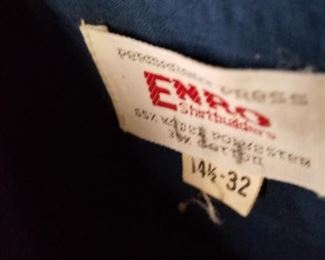 PERMANENT PRESS
ENRO
Shirtbuilders
65% KODEL POLYESTER
35% COTTON
14½-32